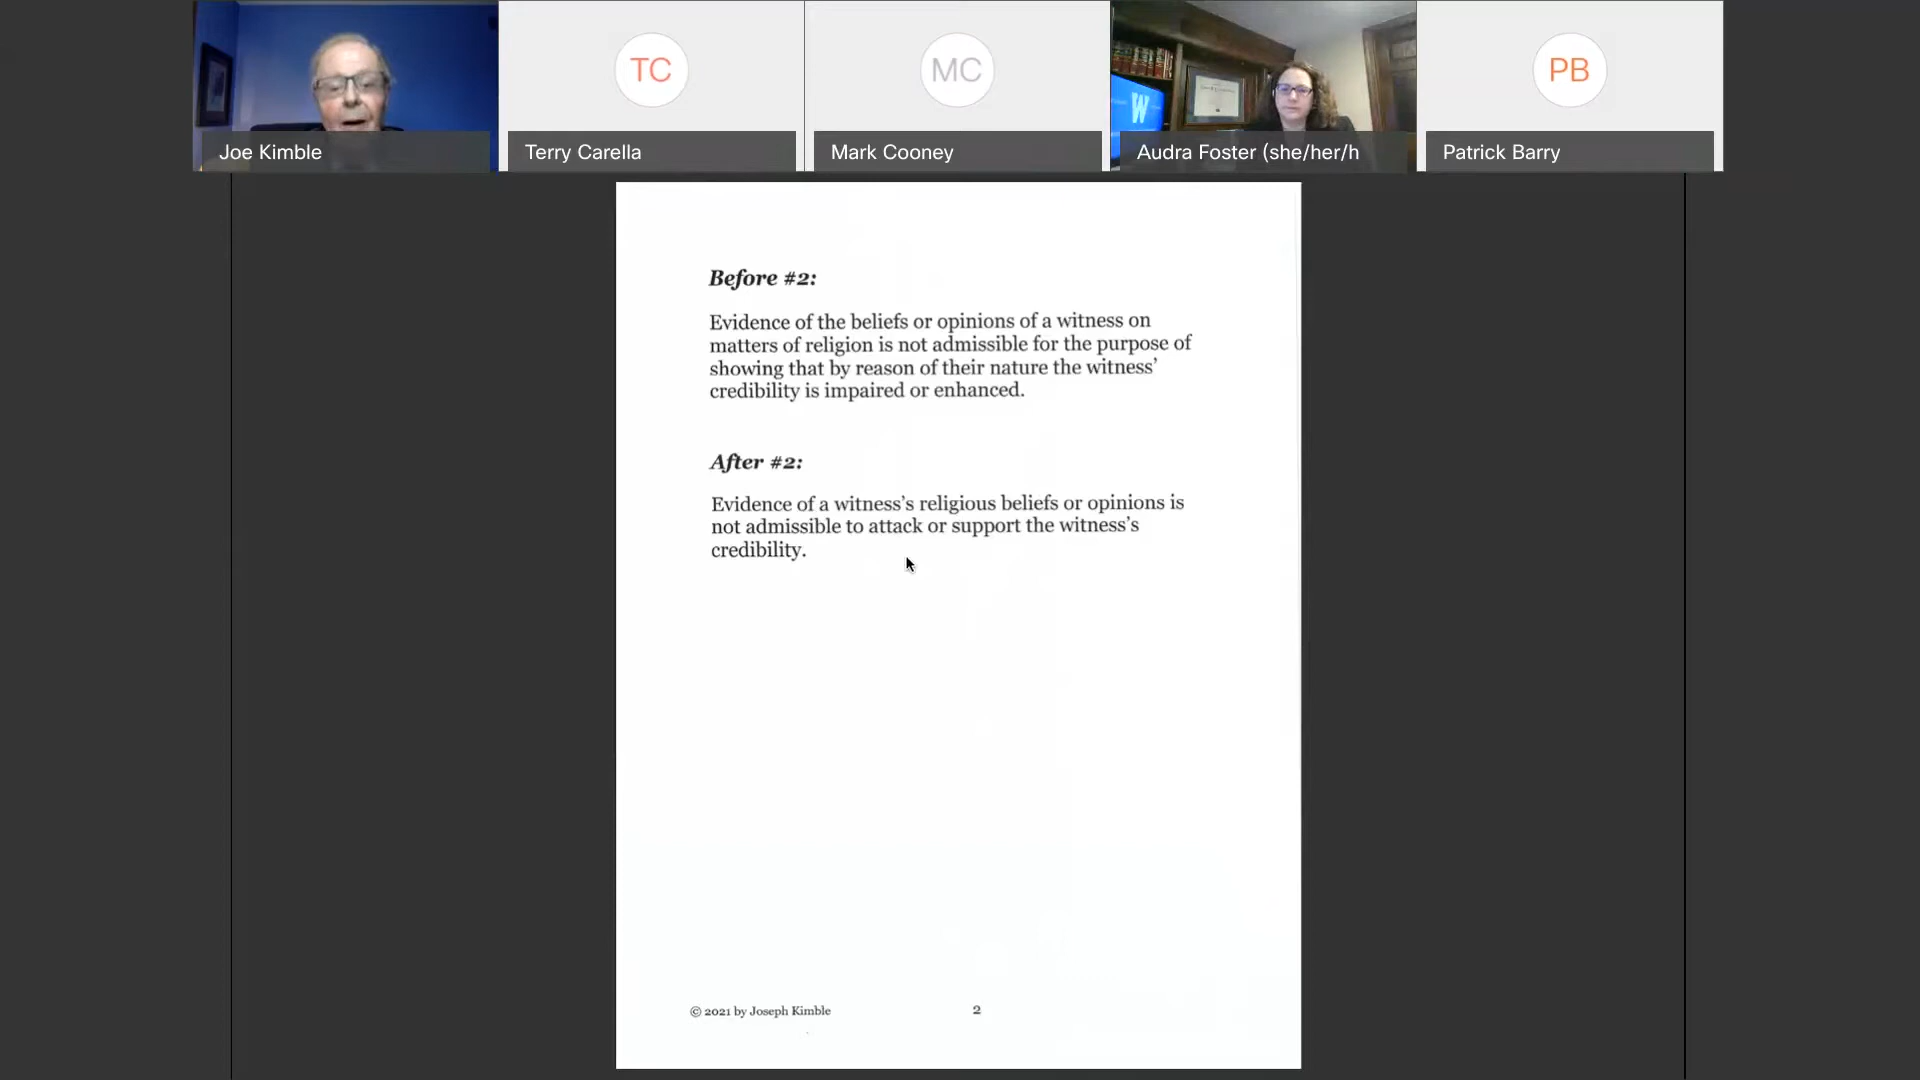 Joe Kimble
TC
Terry Carella
MC
Mark Cooney
W
Audra Foster (she/her/h
PB
Patrick Barry
Before #2:
Evidence of the beliefs or opinions of a witness on
matters of religion is not admissible for the purpose of
showing that by reason of their nature the witness’
credibility is impaired or enhanced.
After #2:
Evidence of a witness’s religious beliefs or opinions is
not admissible to attack or support the witness’s
credibility.
© 2021 by Joseph Kimble
2